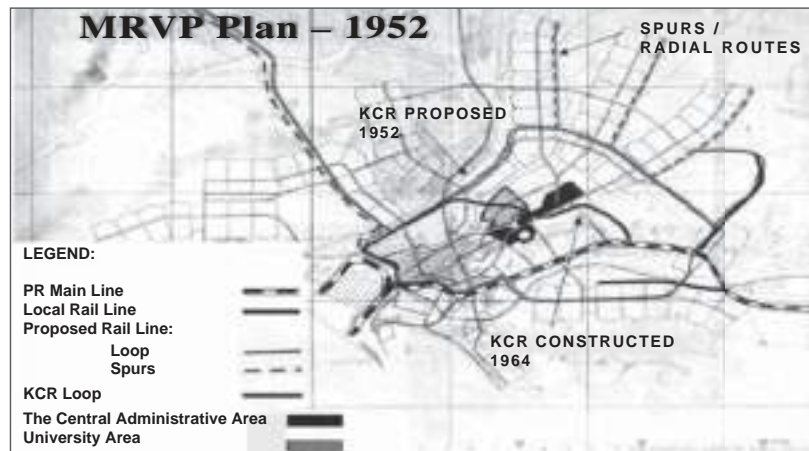 MRVP Plan – 1952
SPURS /
RADIAL ROUTES
KCR PROPOSED
1952
LEGEND:
PR Main Line
Local Rail Line
Proposed Rail Line:
Loop
Spurs
KCR Loop
The Central Administrative Area
University Area
KCR CONSTRUCTED
1964